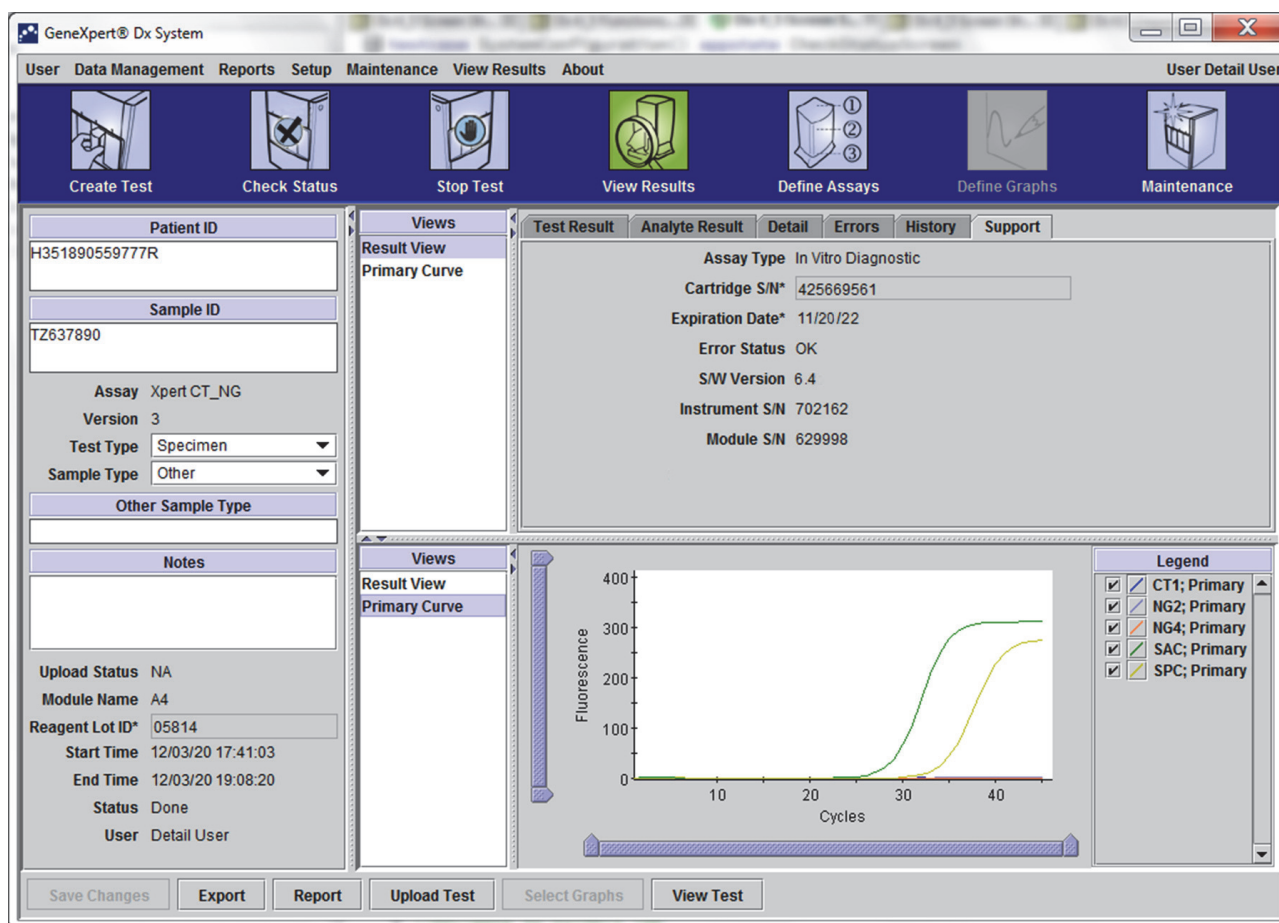 GeneXpert® Dx System
User Data Management Reports Setup Maintenance View Results About User Detail User
① ② ③
Create Test Check Status Stop Test View Results Define Assays Define Graphs Maintenance
Patient ID
H351890559777R
Sample ID
TZ637890
Assay Xpert CT_NG
Version 3
Test Type Specimen
Sample Type Other
Other Sample Type
Notes
Upload Status NA
Module Name A4
Reagent Lot ID* 05814
Start Time 12/03/20 17:41:03
End Time 12/03/20 19:08:20
Status Done
User Detail User
Views
Result View
Primary Curve
Test Result Analyte Result Detail Errors History Support
Assay Type In Vitro Diagnostic
Cartridge S/N* 425669561
Expiration Date* 11/20/22
Error Status OK
S/W Version 6.4
Instrument S/N 702162
Module S/N 629998
Views
Result View
Primary Curve
Fluorescence
400
300
200
100
0
10 20 30 40
Cycles
Legend
CT1; Primary
NG2; Primary
NG4; Primary
SAC; Primary
SPC; Primary
Save Changes Export Report Upload Test Select Graphs View Test